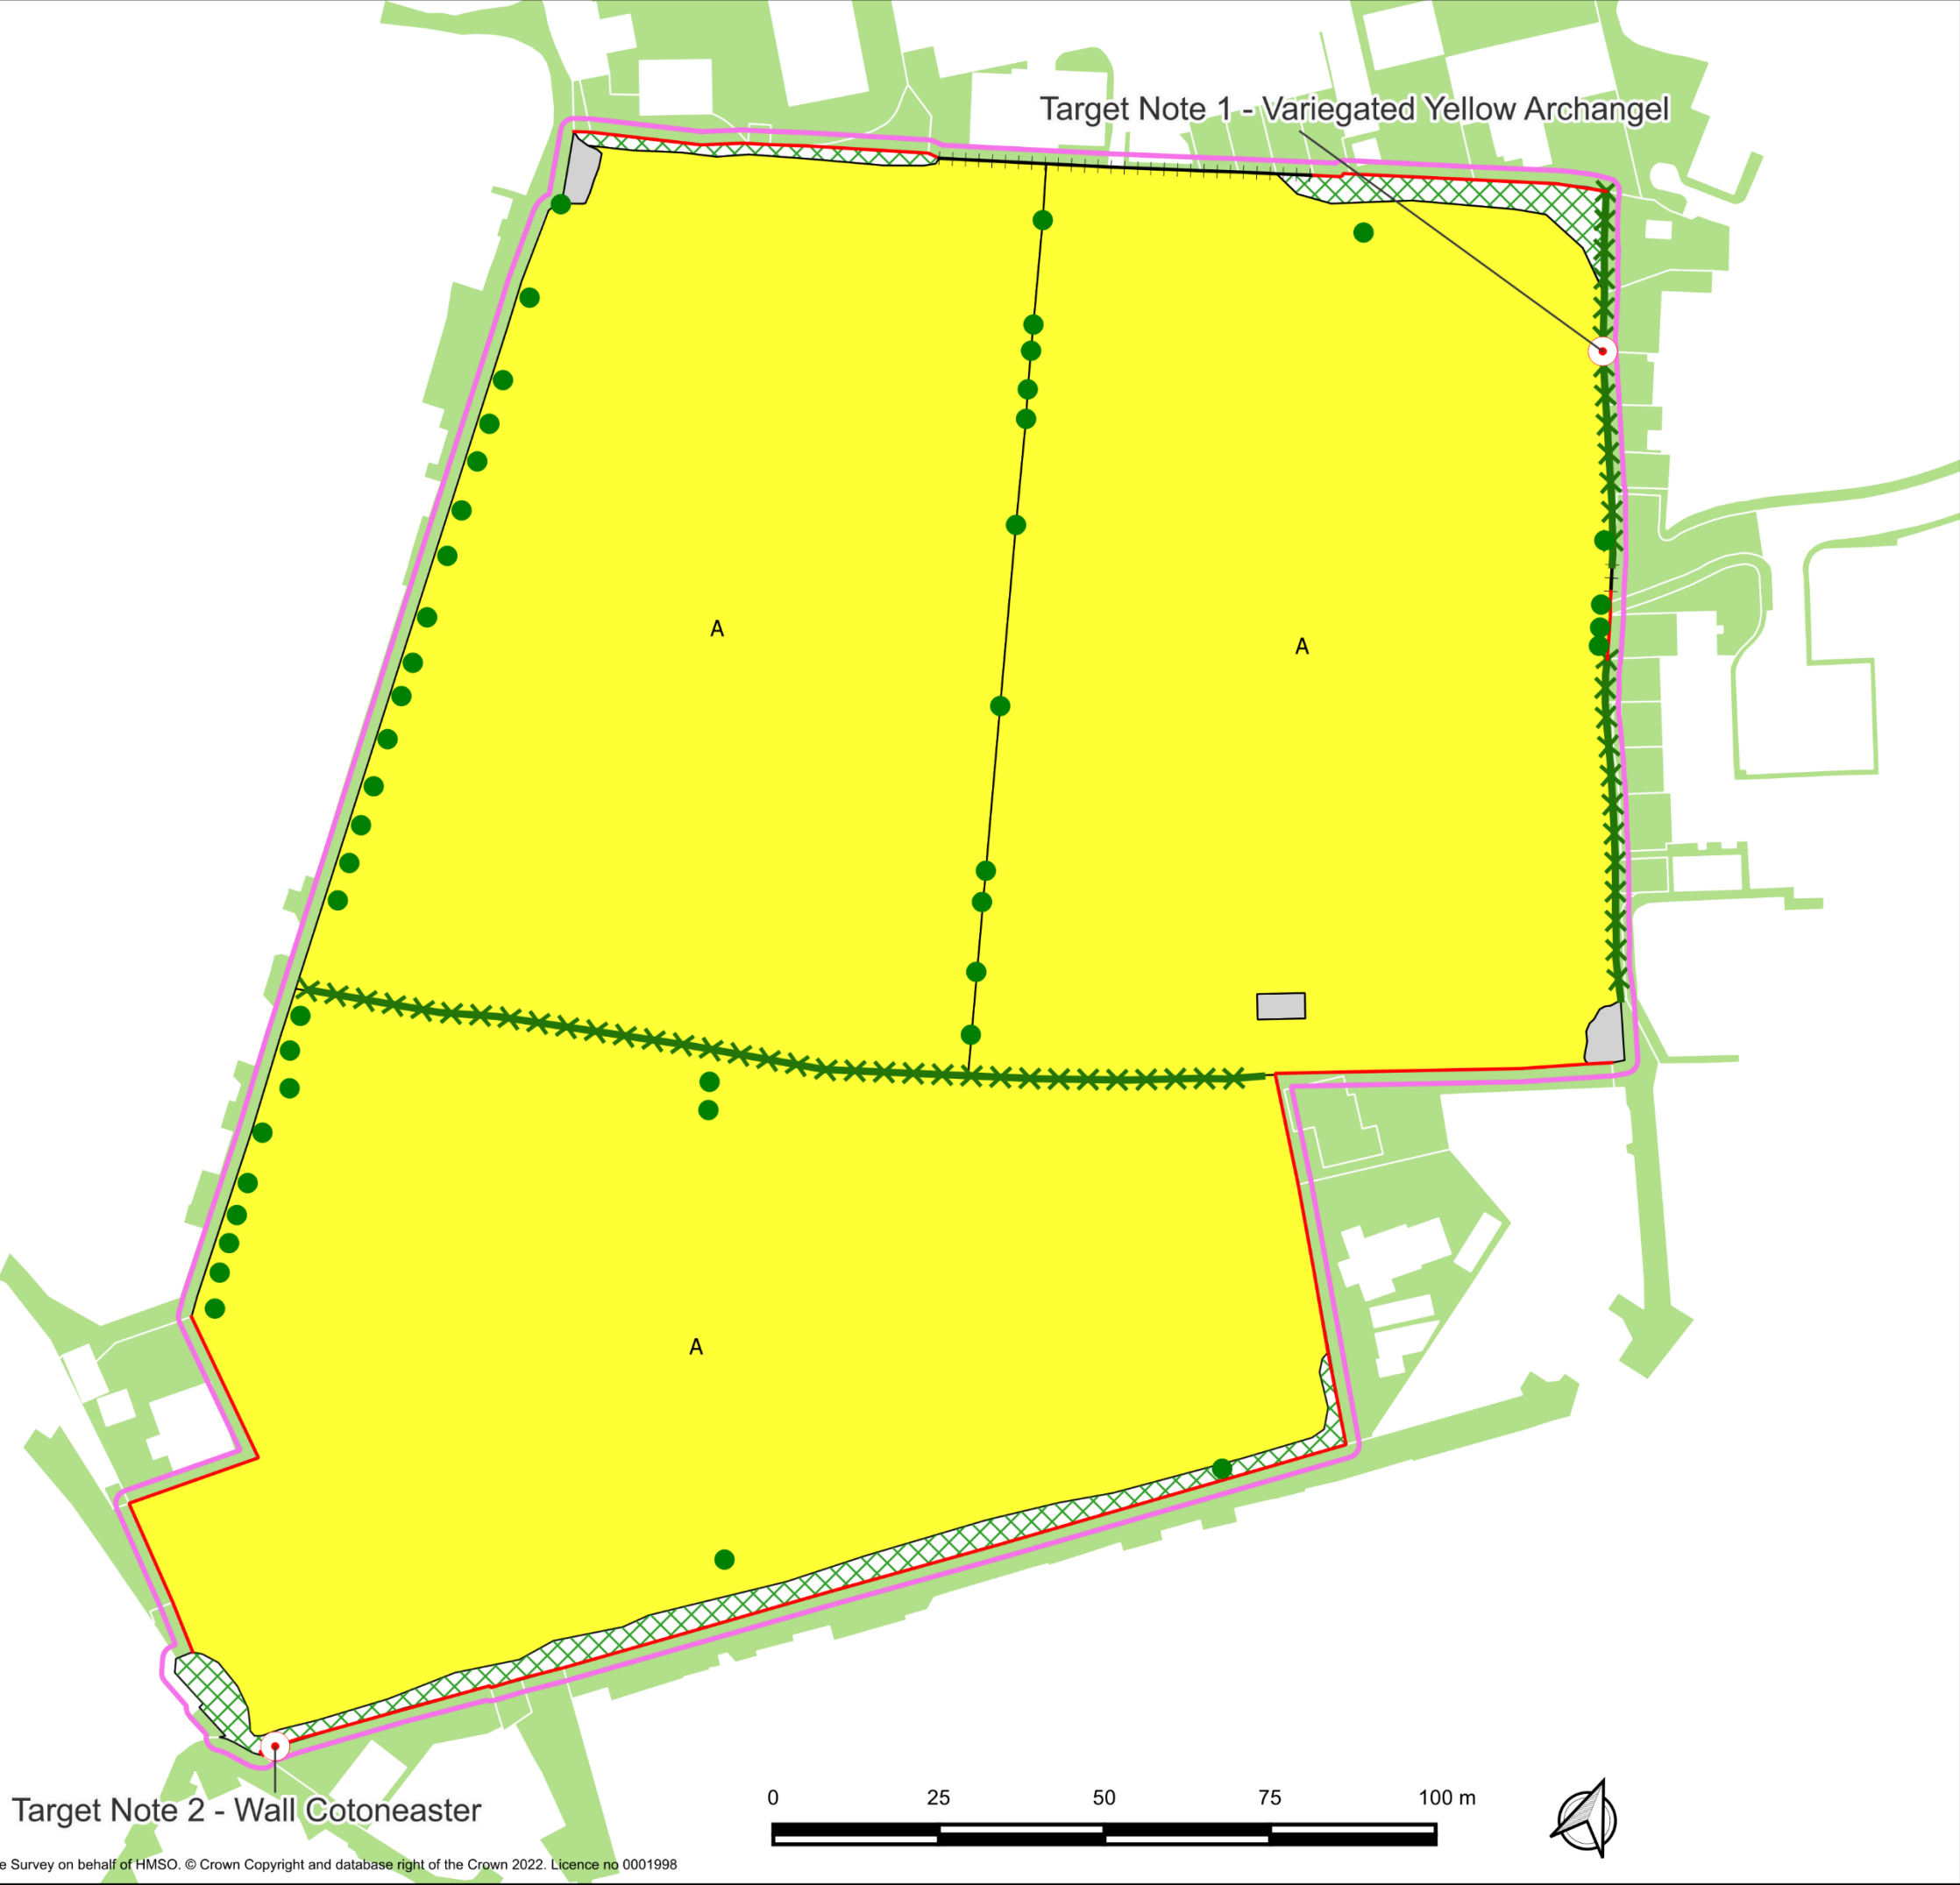 Target Note 1 - Variegated Yellow Archangel
A
A
A
Target Note 2 - Wall Cotoneaster
0 25 50 75 100 m
e Survey on behalf of HMSO. © Crown Copyright and database right of the Crown 2022. Licence no 0001998